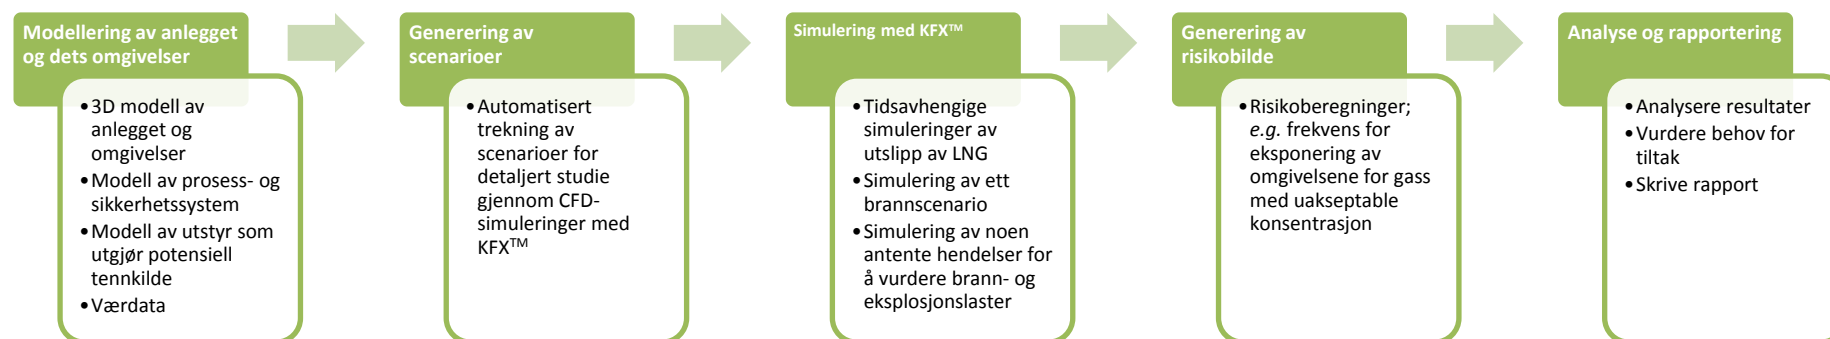 Modellering av anlegget
og dets omgivelser
•3D modell av
anlegget og
omgivelser
•Modell av prosess- og
sikkerhetssystem
•Modell av utstyr som
utgjør potensiell
tennkilde
•Værdata
Generering av
scenarioer
•Automatisert
trekning av
scenarioer for
detaljert studie
gjennom CFD-
simuleringer med
KFX™
Simulering med KFX™
•Tidsavhengige
simuleringer av
utslipp av LNG
•Simulering av ett
brannscenario
•Simulering av noen
antente hendelser for
å vurdere brann- og
eksplosjonslaster
Generering av
risikobilde
•Risikoberegninger;
e.g. frekvens for
eksponering av
omgivelsene for gass
med uakseptable
konsentrasjon
Analyse og rapportering
•Analysere resultater
•Vurdere behov for
tiltak
•Skrive rapport